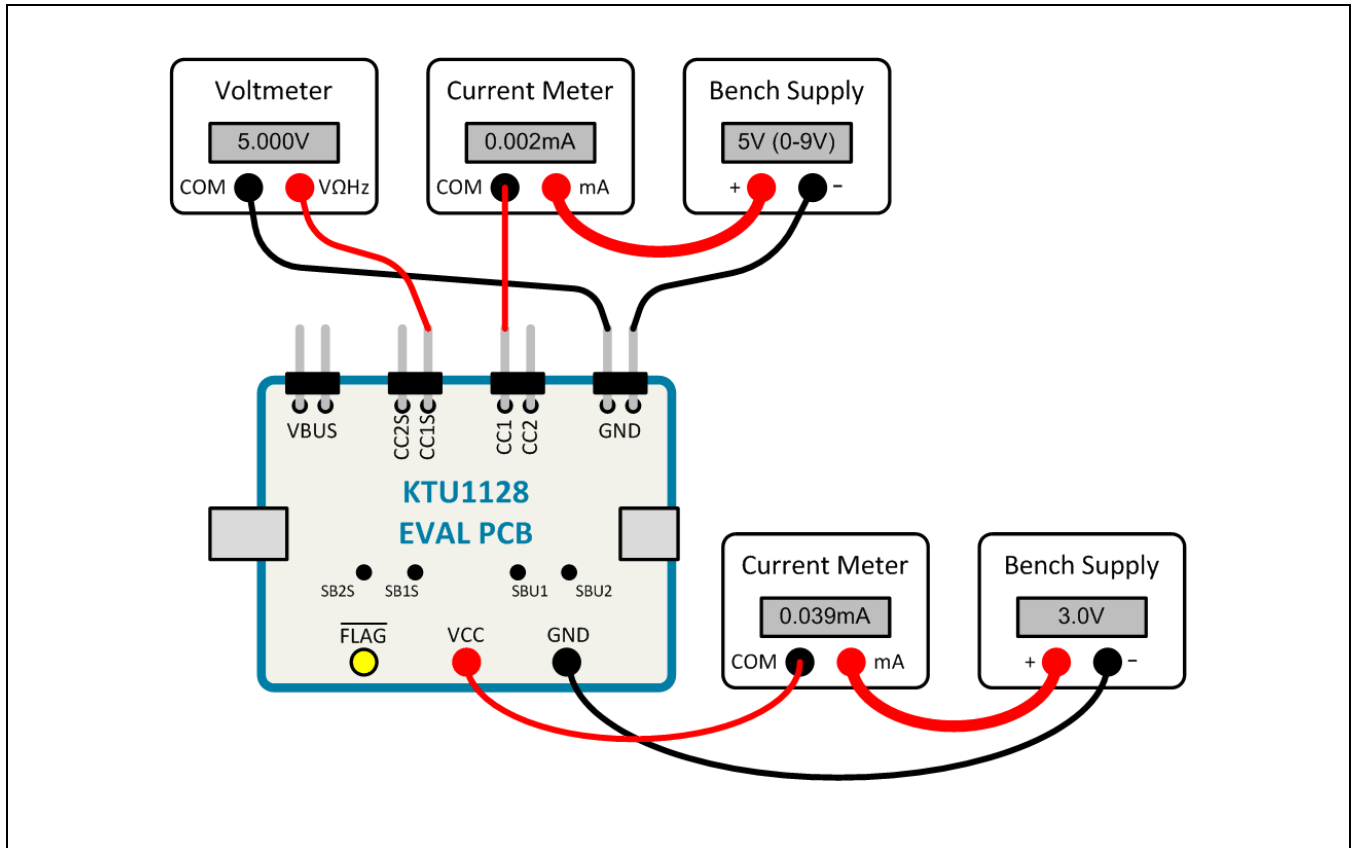 Voltmeter
5.000V
COM VΩHz
Current Meter
0.002mA
COM mA
Bench Supply
5V (0-9V)
+ -
VBUS
CC2S
CC1S
CC1
CC2
GND
KTU1128
EVAL PCB
SB2S SB1S SBU1 SBU2
FLAG VCC GND
Current Meter
0.039mA
COM mA
Bench Supply
3.0V
+ -